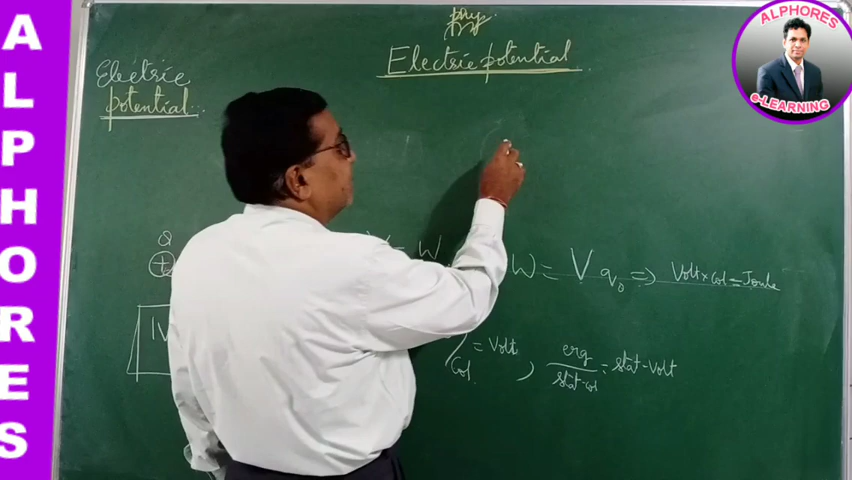 ALPHORES
ALPHORES
e-LEARNING
phy.
Electric potential
Electric
potential
Q
+
1V
V = W
W = V q₀ ⇒ Volt × Col = Joule
/ Col = Volt , erg / Stat-Col = Stat-Volt